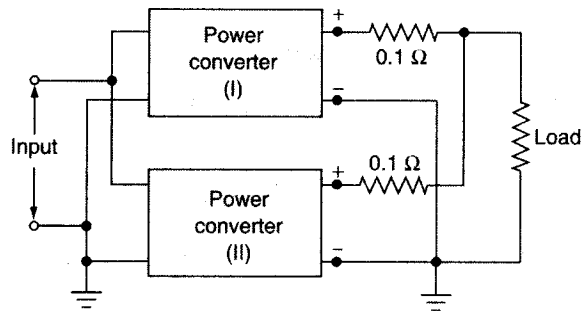 Power
converter
(I)
+
0.1 Ω
−
Input
Load
Power
converter
(II)
+
0.1 Ω
−